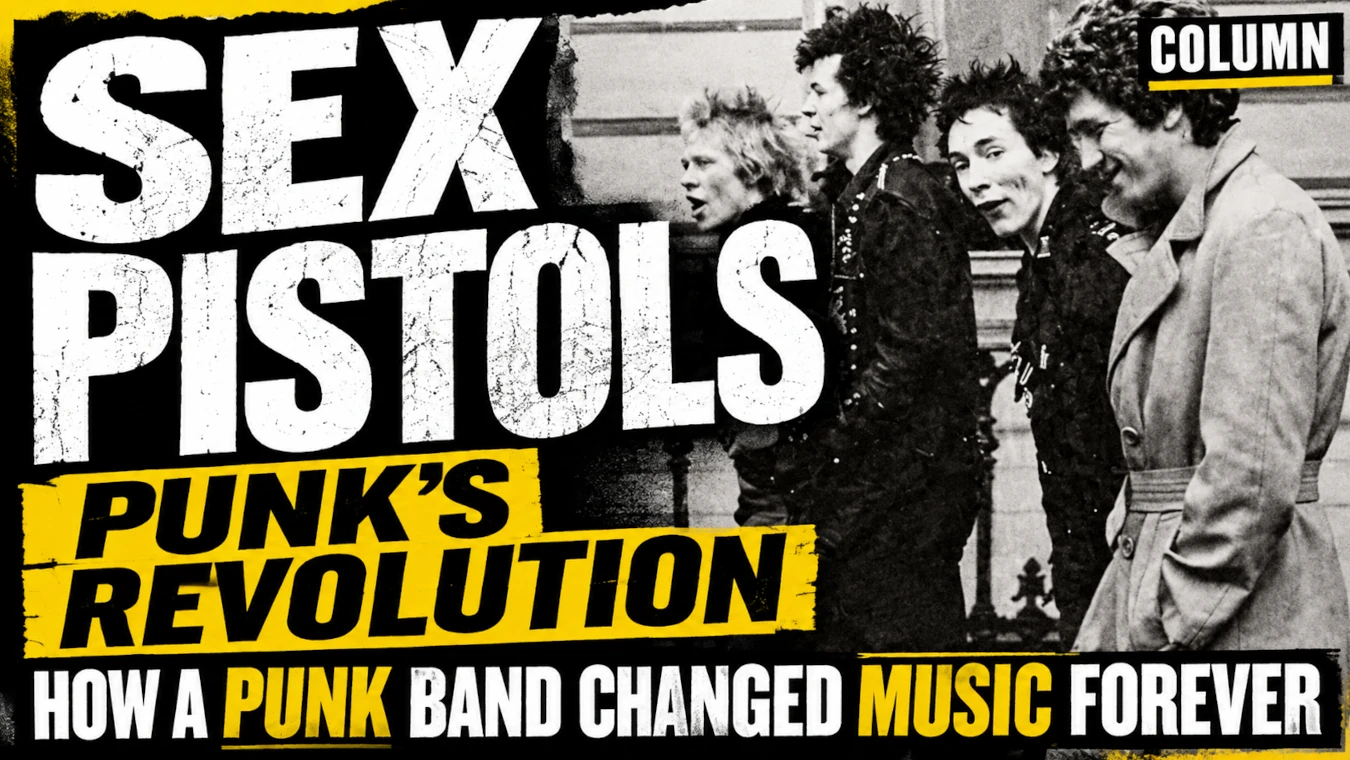 SEX
PISTOLS
PUNK'S
REVOLUTION
HOW A PUNK BAND CHANGED MUSIC FOREVER
COLUMN